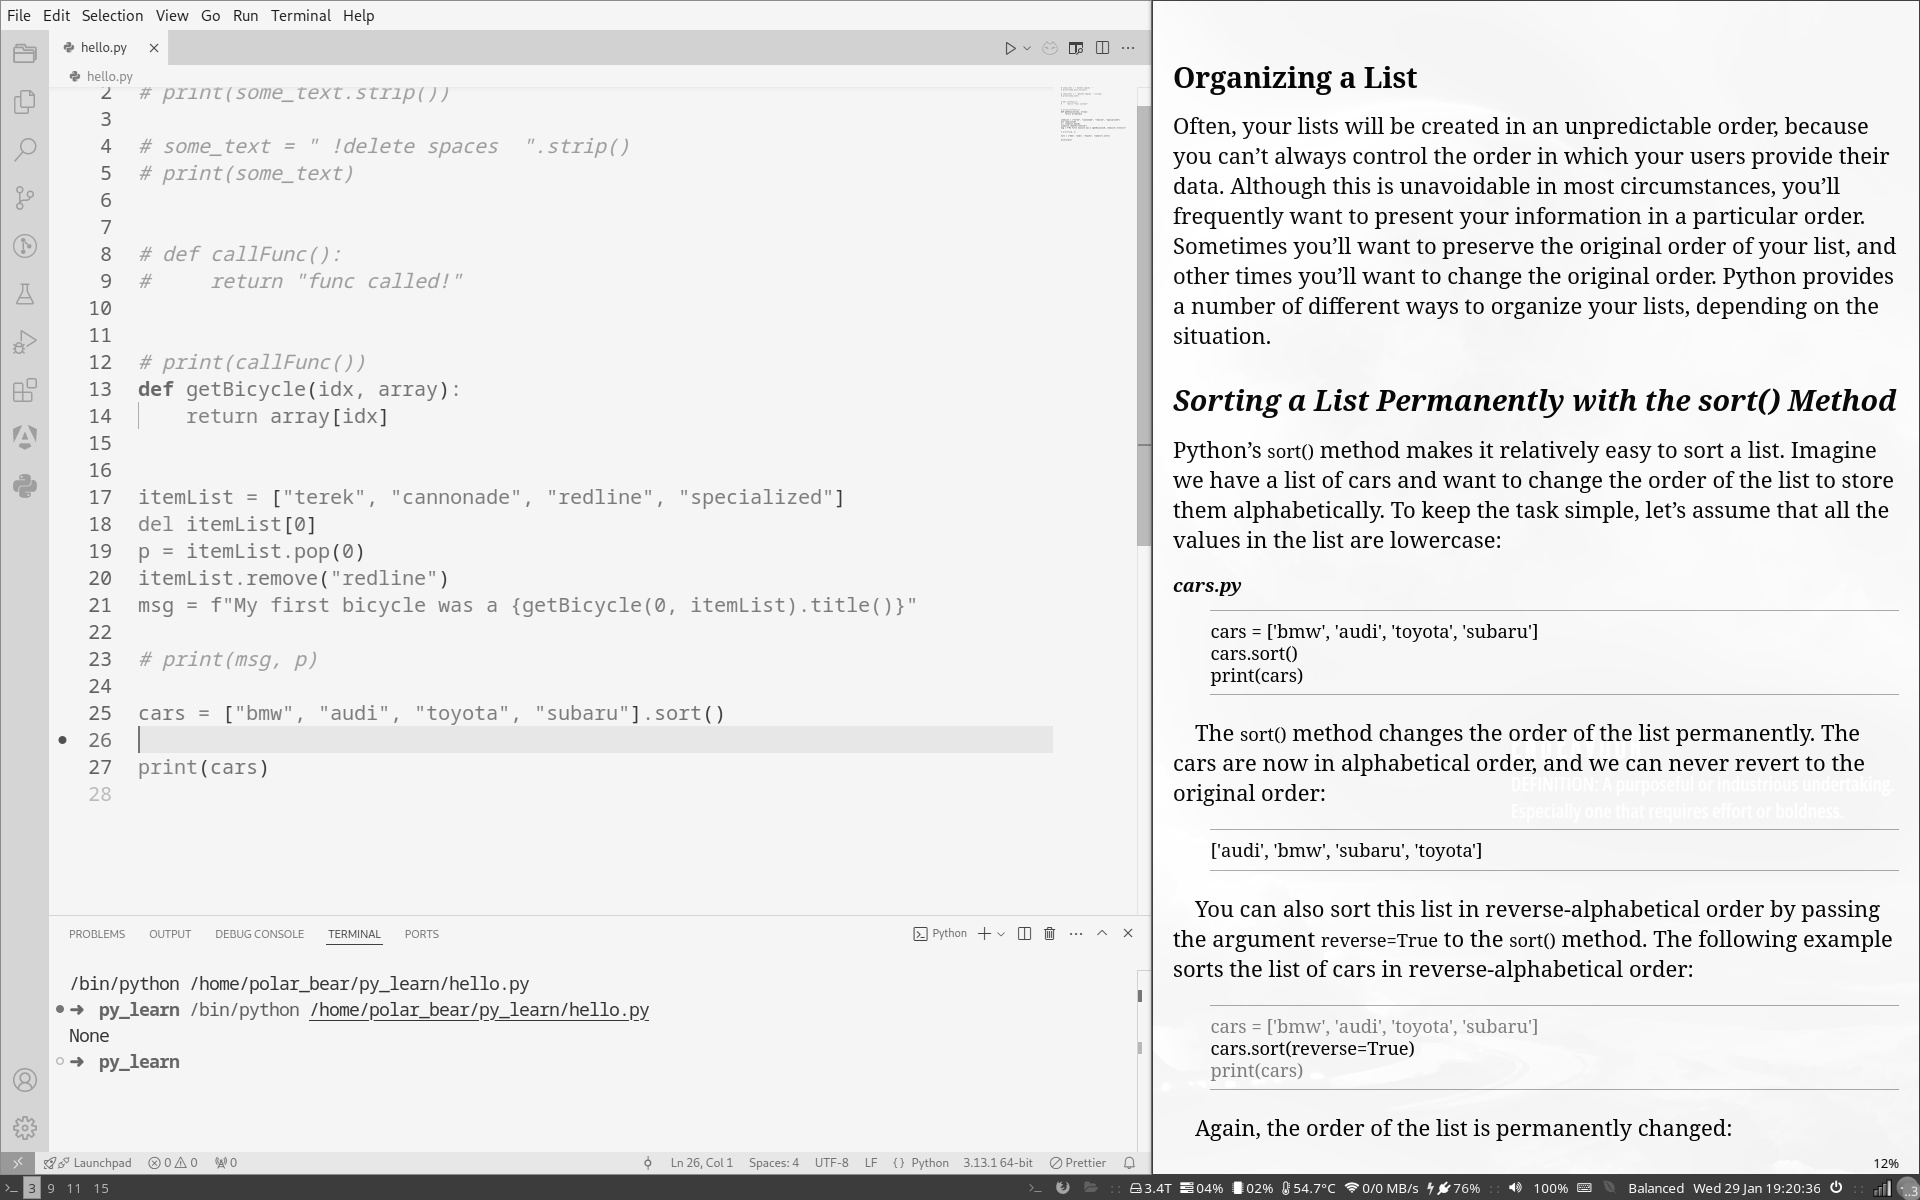 File Edit Selection View Go Run Terminal Help
hello.py
hello.py
2 # print(some_text.strip())
3
4 # some_text = " !delete spaces  ".strip()
5 # print(some_text)
6
7
8 # def callFunc():
9 #     return "func called!"
10
11
12 # print(callFunc())
13 def getBicycle(idx, array):
14     return array[idx]
15
16
17 itemList = ["terek", "cannonade", "redline", "specialized"]
18 del itemList[0]
19 p = itemList.pop(0)
20 itemList.remove("redline")
21 msg = f"My first bicycle was a {getBicycle(0, itemList).title()}"
22
23 # print(msg, p)
24
25 cars = ["bmw", "audi", "toyota", "subaru"].sort()
26
27 print(cars)
28
PROBLEMS OUTPUT DEBUG CONSOLE TERMINAL PORTS Python
/bin/python /home/polar_bear/py_learn/hello.py
➜ py_learn /bin/python /home/polar_bear/py_learn/hello.py
None
➜ py_learn
Launchpad 0 0 0 Ln 26, Col 1 Spaces: 4 UTF-8 LF {} Python 3.13.1 64-bit Prettier
Organizing a List
Often, your lists will be created in an unpredictable order, because
you can’t always control the order in which your users provide their
data. Although this is unavoidable in most circumstances, you’ll
frequently want to present your information in a particular order.
Sometimes you’ll want to preserve the original order of your list, and
other times you’ll want to change the original order. Python provides
a number of different ways to organize your lists, depending on the
situation.
Sorting a List Permanently with the sort() Method
Python’s sort() method makes it relatively easy to sort a list. Imagine
we have a list of cars and want to change the order of the list to store
them alphabetically. To keep the task simple, let’s assume that all the
values in the list are lowercase:
cars.py
cars = ['bmw', 'audi', 'toyota', 'subaru']
cars.sort()
print(cars)
The sort() method changes the order of the list permanently. The
cars are now in alphabetical order, and we can never revert to the
original order:
DEFINITION: A purposeful or industrious undertaking.
Especially one that requires effort or boldness.
['audi', 'bmw', 'subaru', 'toyota']
You can also sort this list in reverse-alphabetical order by passing
the argument reverse=True to the sort() method. The following example
sorts the list of cars in reverse-alphabetical order:
cars = ['bmw', 'audi', 'toyota', 'subaru']
cars.sort(reverse=True)
print(cars)
Again, the order of the list is permanently changed:
12%
3 9 11 15 3.4T 04% 02% 54.7°C 0/0 MB/s 76% 100% Balanced Wed 29 Jan 19:20:36